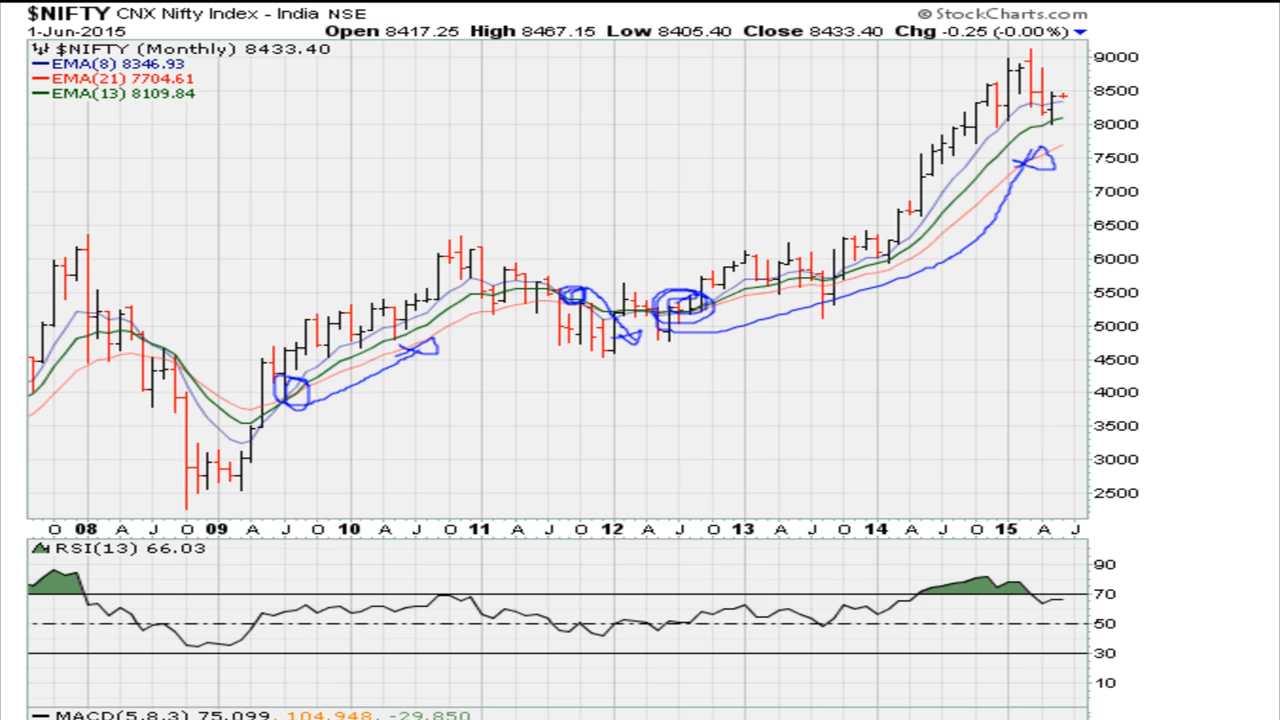 $NIFTY CNX Nifty Index - India NSE © StockCharts.com
1-Jun-2015 Open 8417.25 High 8467.15 Low 8405.40 Close 8433.40 Chg -0.25 (-0.00%)
$NIFTY (Monthly) 8433.40
EMA(8) 8346.93
EMA(21) 7704.61
EMA(13) 8109.84
9000
8500
8000
7500
7000
6500
6000
5500
5000
4500
4000
3500
3000
2500
O 08 A J O 09 A J O 10 A J O 11 A J O 12 A J O 13 A J O 14 A J O 15 A J
RSI(13) 66.03
90
70
50
30
10
MACD(5,8,3) 75.099, 104.948, -29.850